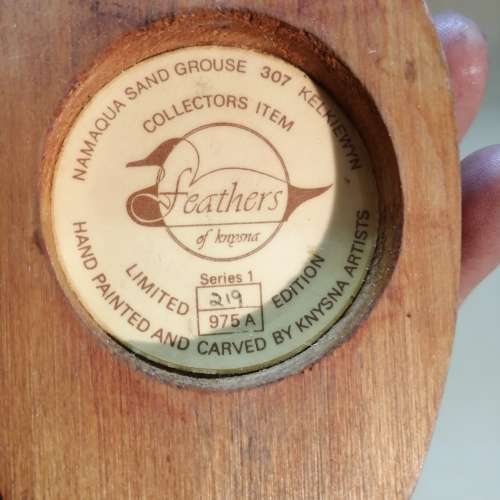 NAMAQUA SAND GROUSE 307 KELKIEWYN
COLLECTORS ITEM
Feathers
of knysna
LIMITED EDITION
Series 1
219
975 A
HAND PAINTED AND CARVED BY KNYSNA ARTISTS